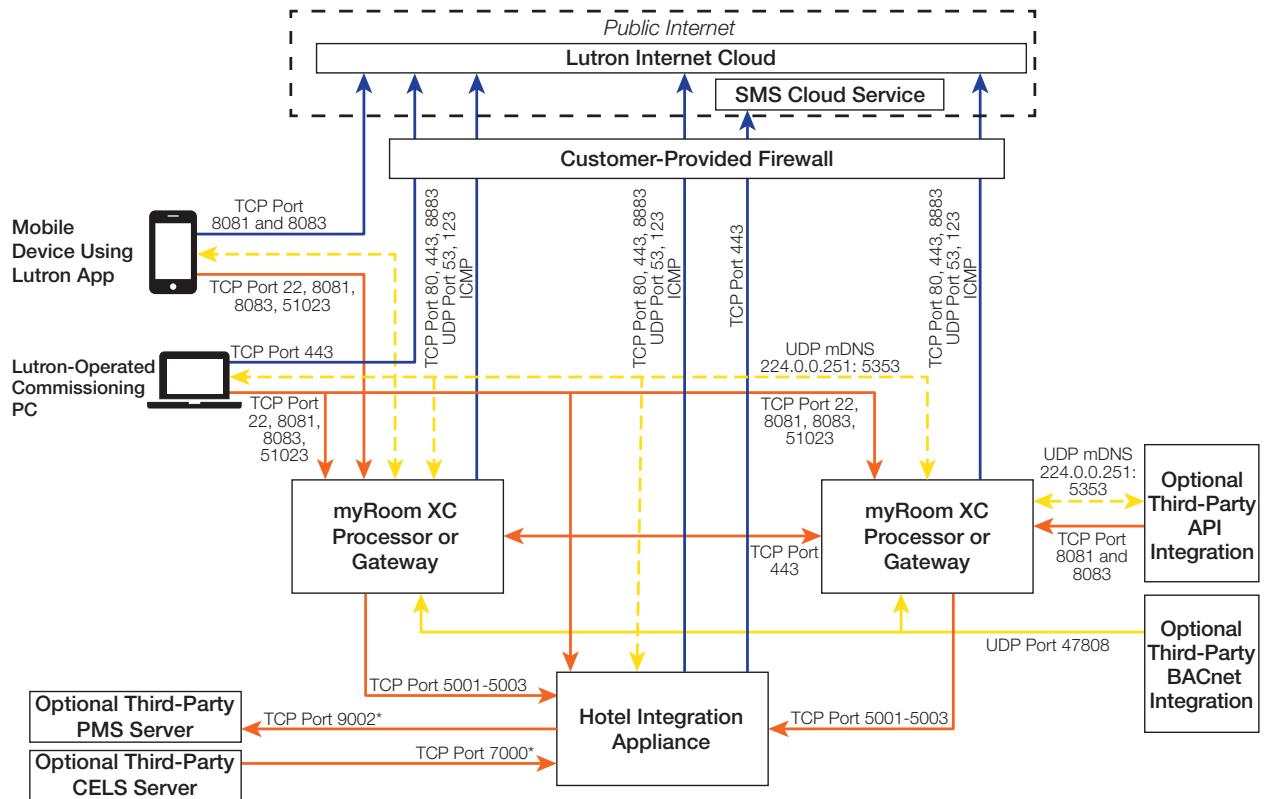 Public Internet
Lutron Internet Cloud
SMS Cloud Service
Customer-Provided Firewall
Mobile
Device Using
Lutron App
TCP Port
8081 and 8083
TCP Port 22, 8081,
8083, 51023
TCP Port 80, 443, 8883
UDP Port 53, 123
ICMP
TCP Port 80, 443, 8883
UDP Port 53, 123
ICMP
TCP Port 443
TCP Port 80, 443, 8883
UDP Port 53, 123
ICMP
Lutron-Operated
Commissioning
PC
TCP Port 443
UDP mDNS
224.0.0.251: 5353
TCP Port
22, 8081,
8083,
51023
TCP Port 22,
8081, 8083,
51023
myRoom XC
Processor or
Gateway
TCP Port
443
myRoom XC
Processor or
Gateway
UDP mDNS
224.0.0.251:
5353
TCP Port
8081 and
8083
Optional
Third-Party
API
Integration
UDP Port 47808
Optional
Third-Party
BACnet
Integration
TCP Port 5001-5003
TCP Port 5001-5003
Hotel Integration
Appliance
Optional Third-Party
PMS Server
TCP Port 9002*
Optional Third-Party
CELS Server
TCP Port 7000*